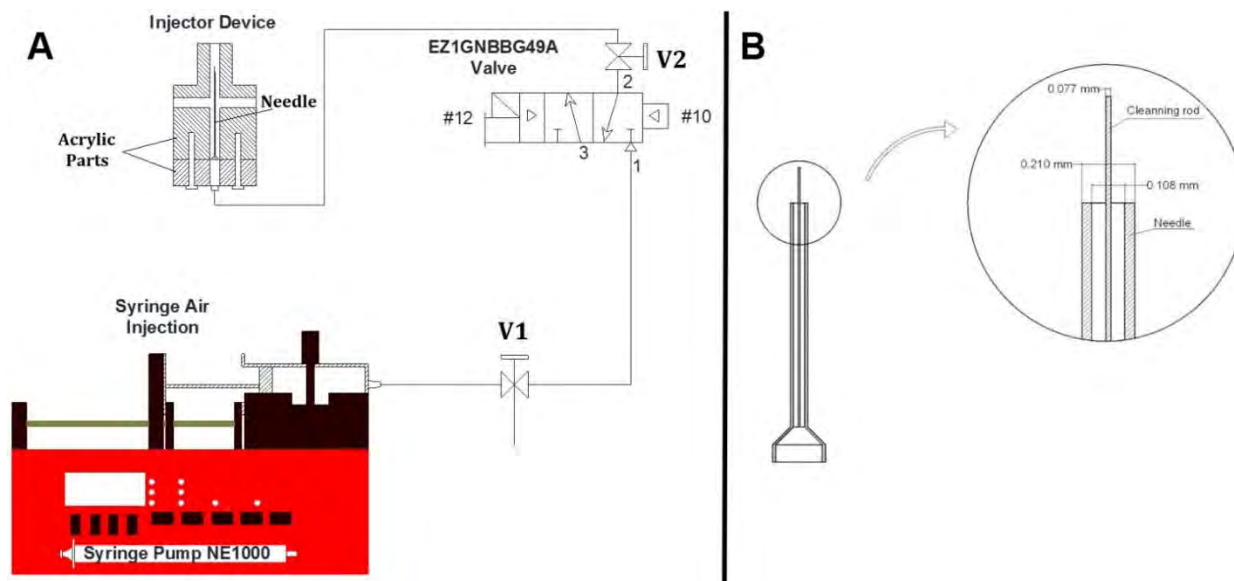 A
Injector Device
Needle
Acrylic
Parts
EZ1GNBBG49A
Valve
V2
2
#12
#10
3
1
Syringe Air
Injection
V1
Syringe Pump NE1000
B
0.077 mm
Cleanning rod
0.210 mm
0.108 mm
Needle